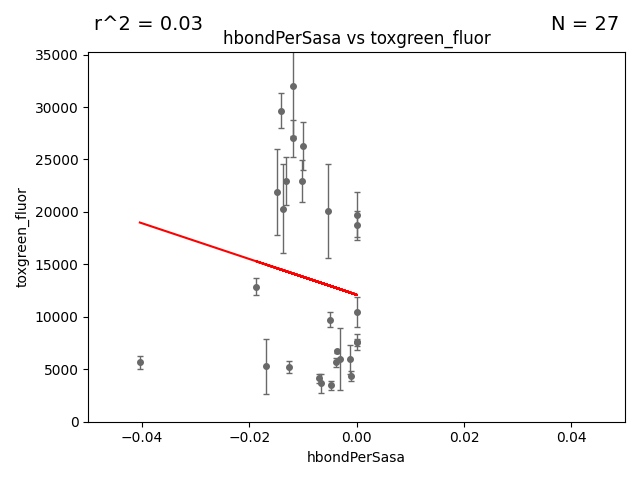 r^2 = 0.03
N = 27
hbondPerSasa vs toxgreen_fluor
35000
30000
25000
20000
15000
10000
5000
0
toxgreen_fluor
−0.04
−0.02
0.00
0.02
0.04
hbondPerSasa